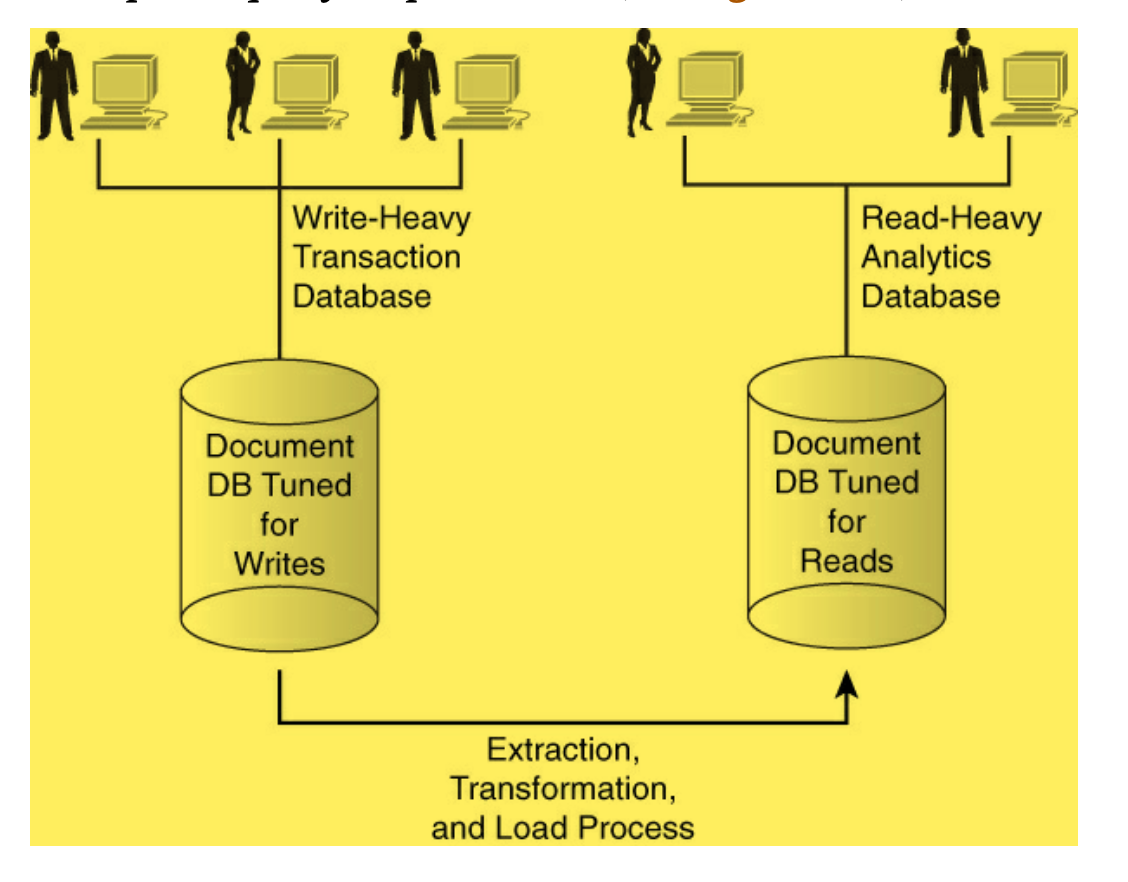 Write-Heavy
Transaction
Database
Read-Heavy
Analytics
Database
Document
DB Tuned
for
Writes
Document
DB Tuned
for
Reads
Extraction,
Transformation,
and Load Process